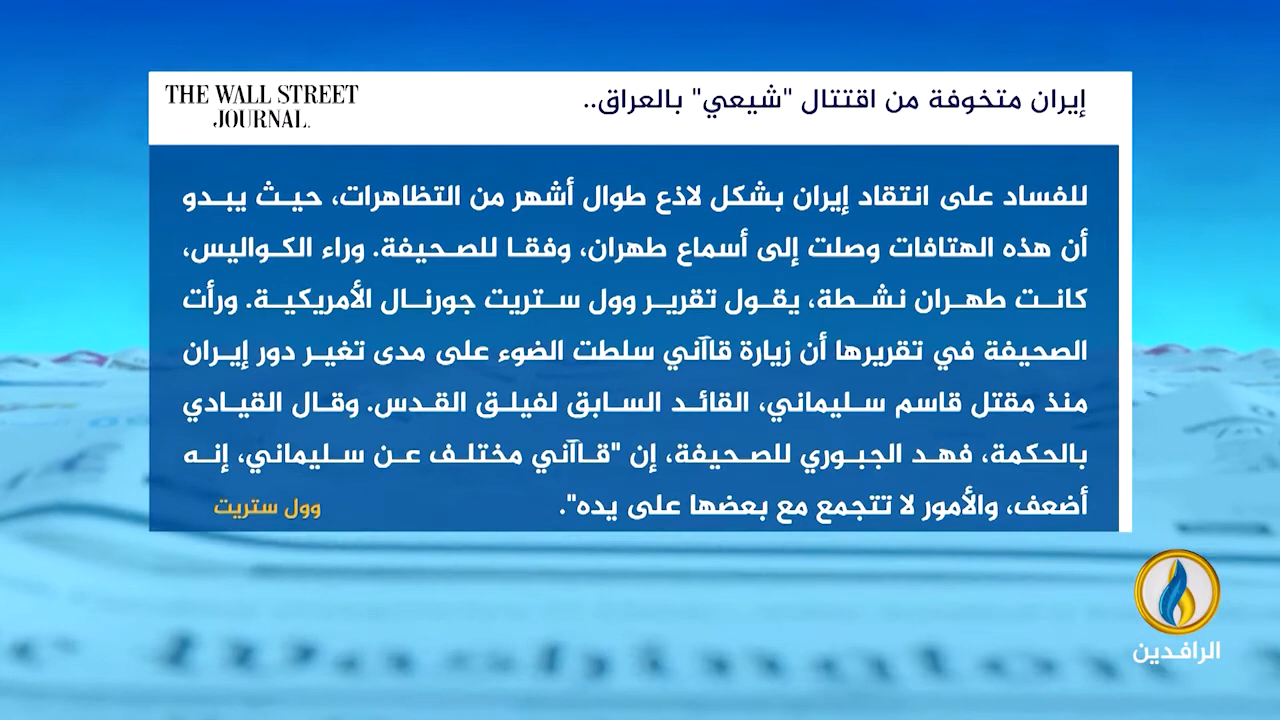 THE WALL STREET
JOURNAL.
إيران متخوفة من اقتتال "شيعي" بالعراق..
للفساد على انتقاد إيران بشكل لاذع طوال أشهر من التظاهرات، حيث يبدو
أن هذه الهتافات وصلت إلى أسماع طهران، وفقا للصحيفة. وراء الكواليس،
كانت طهران نشطة، يقول تقرير وول ستريت جورنال الأمريكية. ورأت
الصحيفة في تقريرها أن زيارة قاآني سلطت الضوء على مدى تغير دور إيران
منذ مقتل قاسم سليماني، القائد السابق لفيلق القدس. وقال القيادي
بالحكمة، فهد الجبوري للصحيفة، إن "قاآني مختلف عن سليماني، إنه
أضعف، والأمور لا تتجمع مع بعضها على يده".
وول ستريت
الرافدين